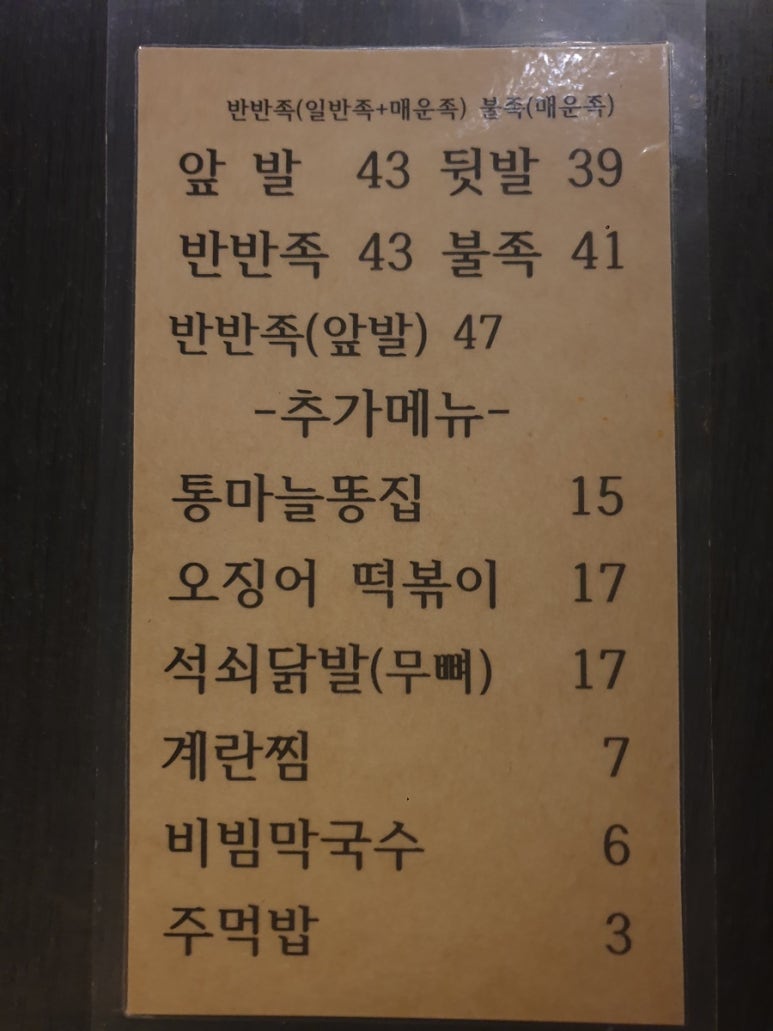 반반족(일반족+매운족) 불족(매운족)
앞 발 43 뒷발 39
반반족 43 불족 41
반반족(앞발) 47
-추가메뉴-
통마늘똥집 15
오징어 떡볶이 17
석쇠닭발(무뼈) 17
계란찜 7
비빔막국수 6
주먹밥 3